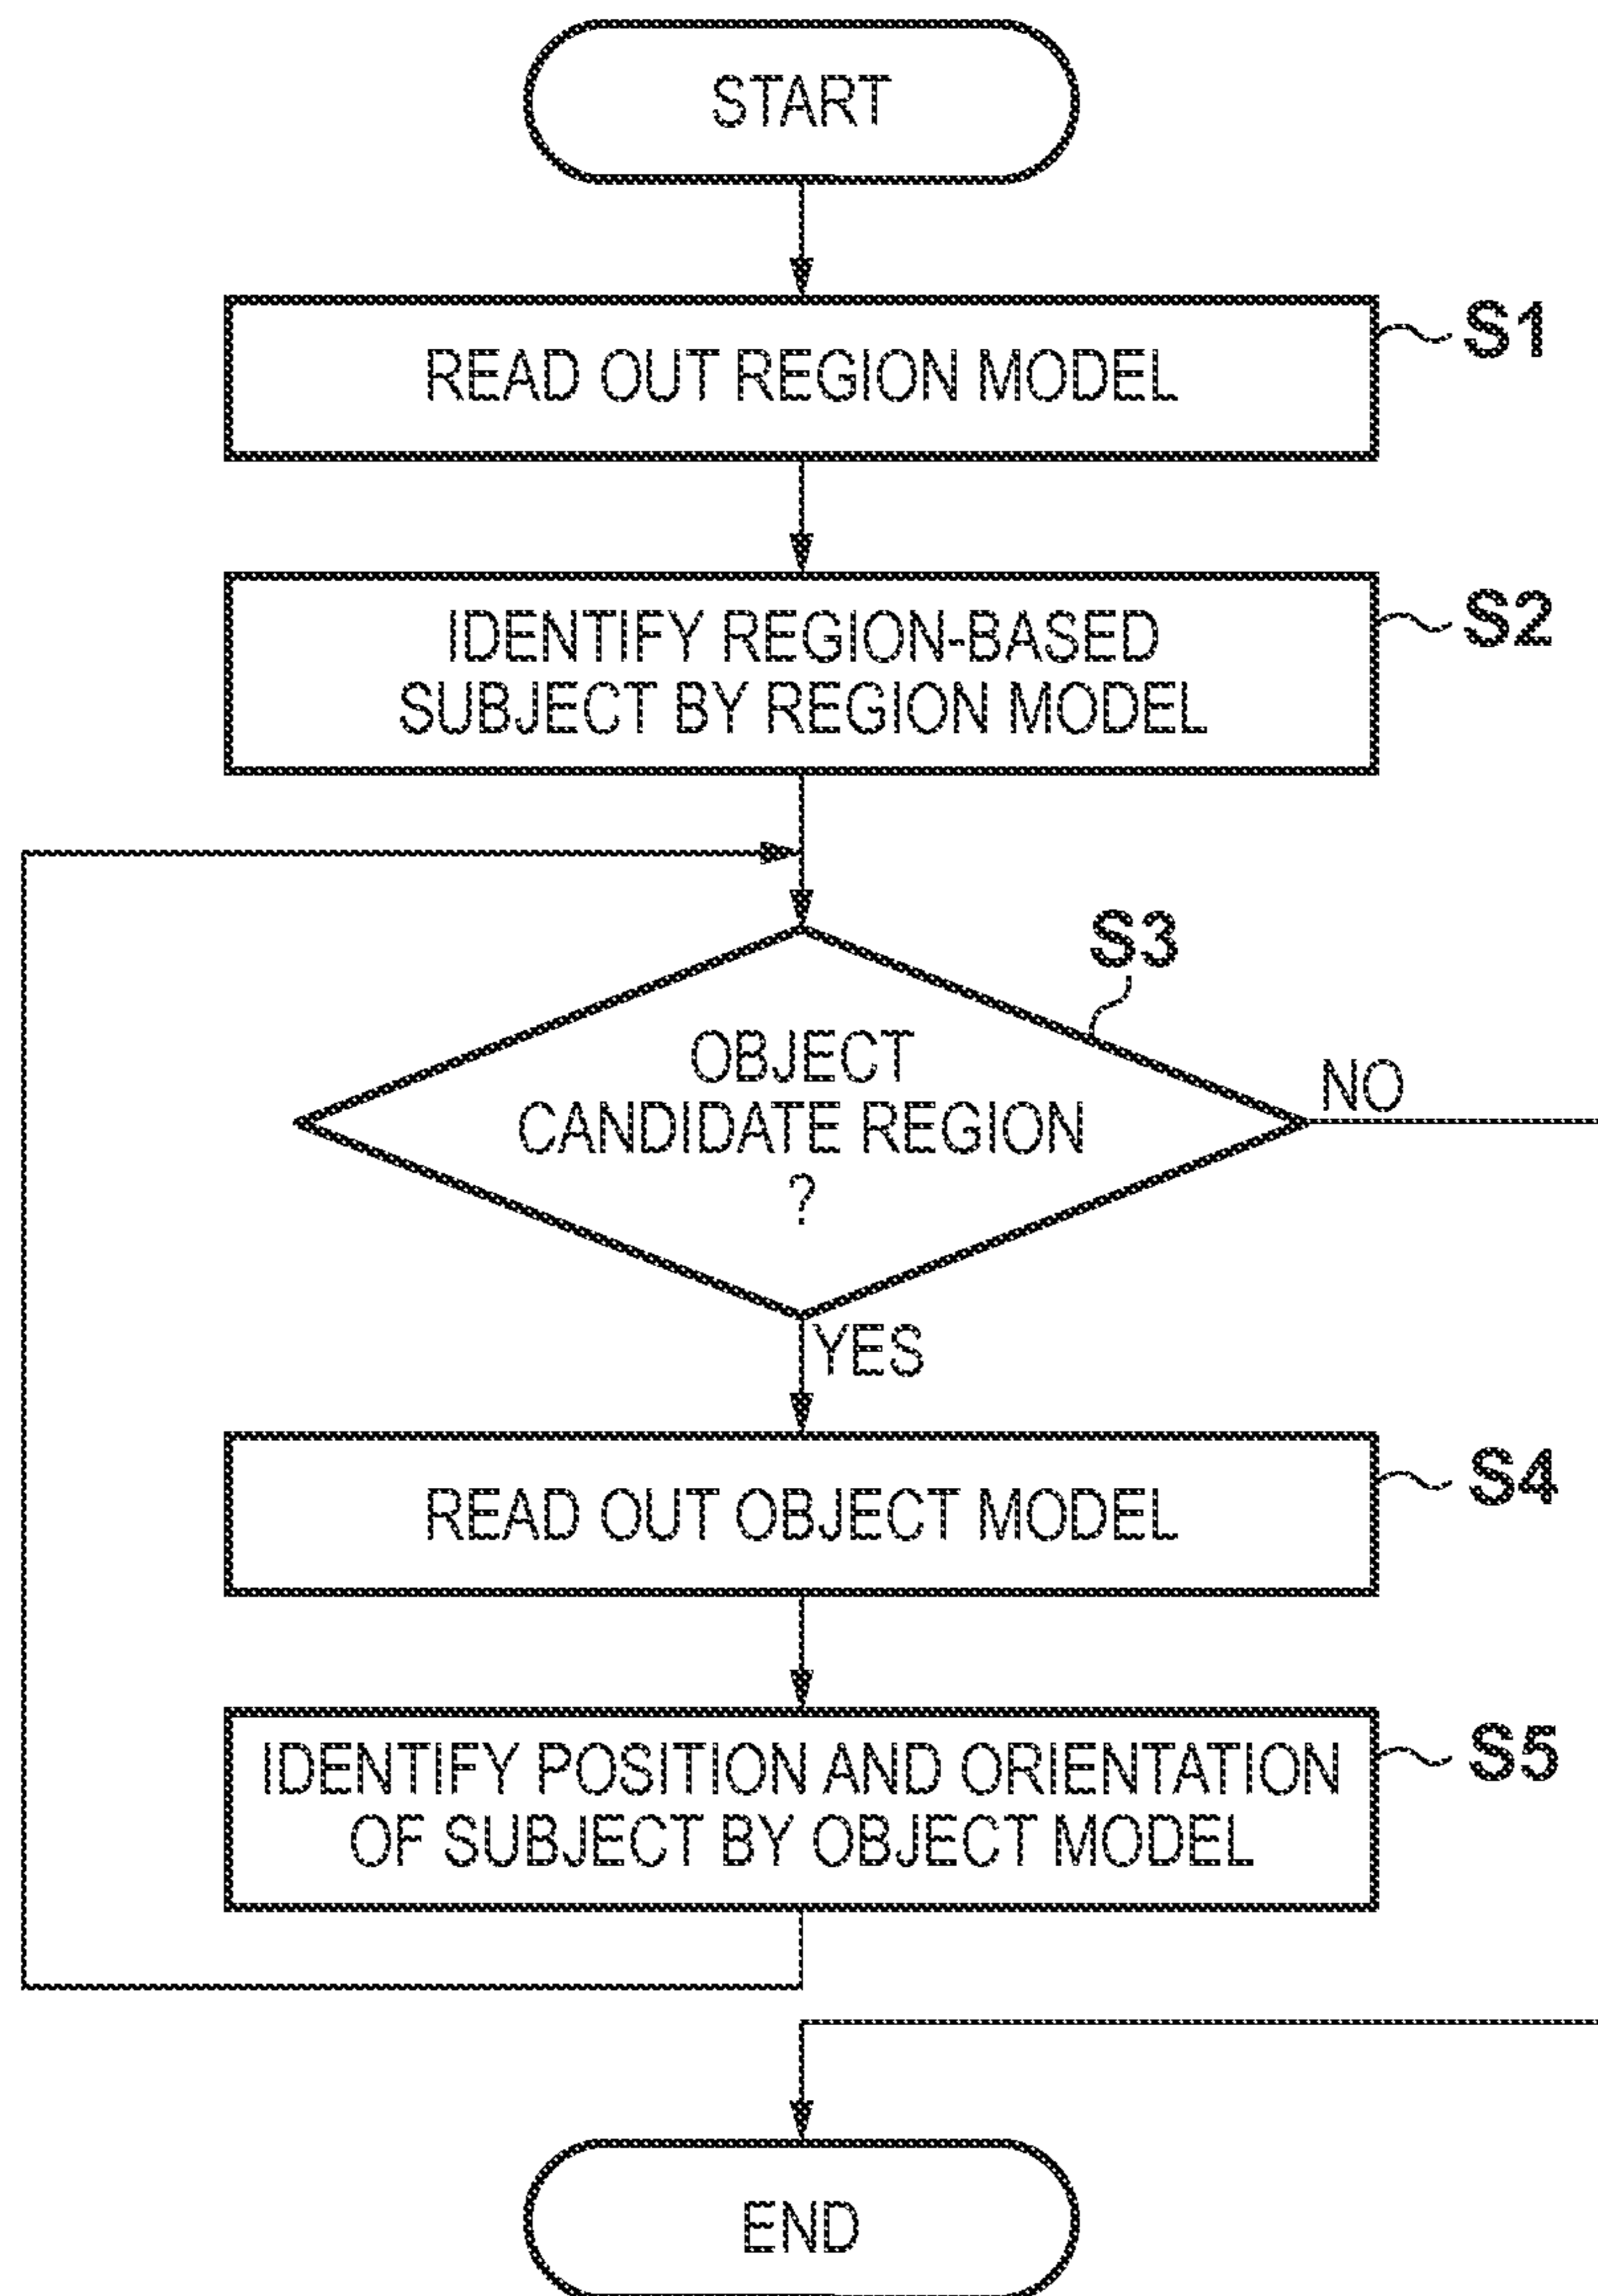 START
READ OUT REGION MODEL
S1
IDENTIFY REGION-BASED
SUBJECT BY REGION MODEL
S2
S3
OBJECT
CANDIDATE REGION
?
NO
YES
READ OUT OBJECT MODEL
S4
IDENTIFY POSITION AND ORIENTATION
OF SUBJECT BY OBJECT MODEL
S5
END